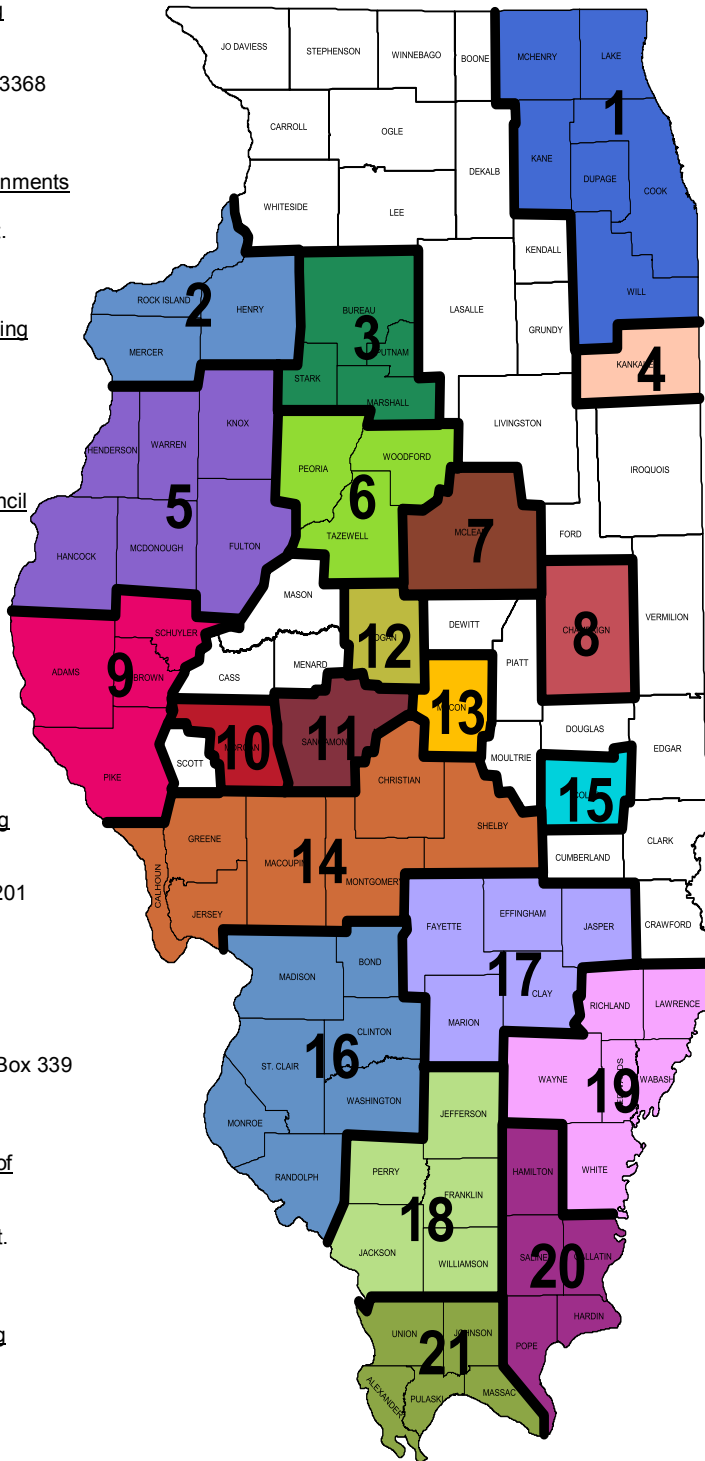 3368
nments
t.
ing
ncil
g
201
Box 339
of
t.
g
JO DAVIESS
STEPHENSON
WINNEBAGO
BOONE
MCHENRY
LAKE
1
CARROLL
OGLE
DEKALB
KANE
DUPAGE
COOK
WHITESIDE
LEE
KENDALL
WILL
ROCK ISLAND
HENRY
2
MERCER
BUREAU
3
PUTNAM
STARK
MARSHALL
LASALLE
GRUNDY
4
LIVINGSTON
IROQUOIS
HENDERSON
WARREN
KNOX
5
HANCOCK
MCDONOUGH
FULTON
PEORIA
WOODFORD
6
TAZEWELL
7
FORD
VERMILION
MASON
8
SCHUYLER
ADAMS
BROWN
9
PIKE
CASS
MENARD
12
DEWITT
PIATT
13
10
SCOTT
11
MOULTRIE
DOUGLAS
EDGAR
15
CHRISTIAN
SHELBY
14
GREENE
MACOUPIN
MONTGOMERY
CALHOUN
JERSEY
CUMBERLAND
CLARK
CRAWFORD
FAYETTE
EFFINGHAM
JASPER
17
CLAY
MARION
MADISON
BOND
CLINTON
16
ST. CLAIR
WASHINGTON
MONROE
RANDOLPH
RICHLAND
LAWRENCE
WAYNE
19
WABASH
WHITE
JEFFERSON
PERRY
FRANKLIN
18
JACKSON
WILLIAMSON
HAMILTON
20
HARDIN
POPE
UNION
JOHNSON
21
ALEXANDER
PULASKI
MASSAC